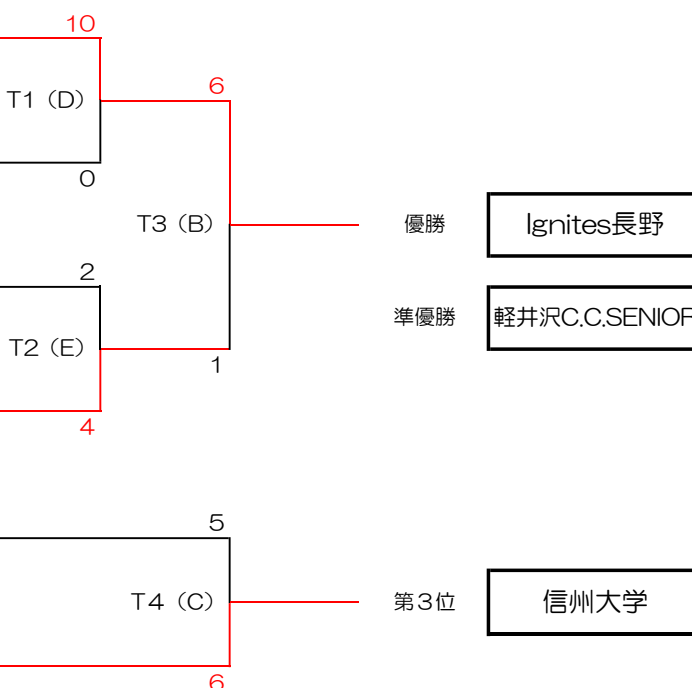 10
T1（D）
6
0
T3（B）
優勝
Ignites長野
2
準優勝
軽井沢C.C.SENIOR
T2（E）
1
4
5
T4（C）
第3位
信州大学
6